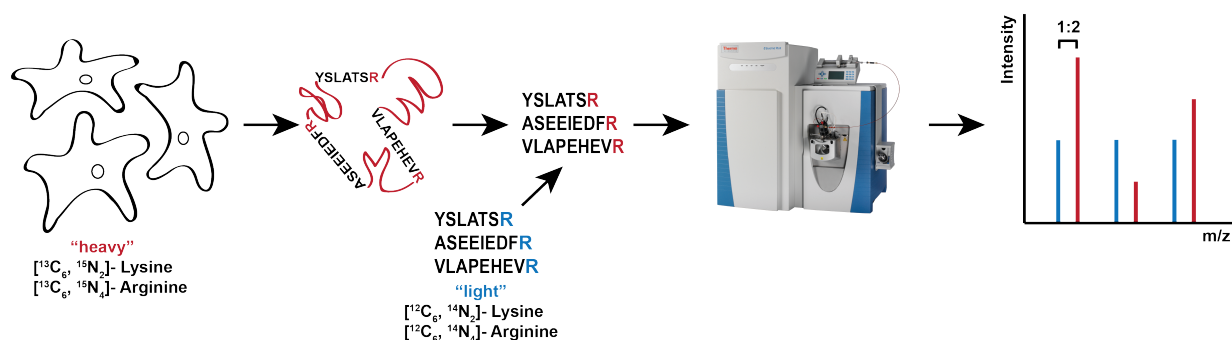 “heavy”
[¹³C₆, ¹⁵N₂]- Lysine
[¹³C₆, ¹⁵N₄]- Arginine
YSLATSR
ASEEIEDFR
VLAPEHEVR
YSLATSR
ASEEIEDFR
VLAPEHEVR
YSLATSR
ASEEIEDFR
VLAPEHEVR
“light”
[¹²C₆, ¹⁴N₂]- Lysine
[¹²C₆, ¹⁴N₄]- Arginine
Intensity
1:2
m/z